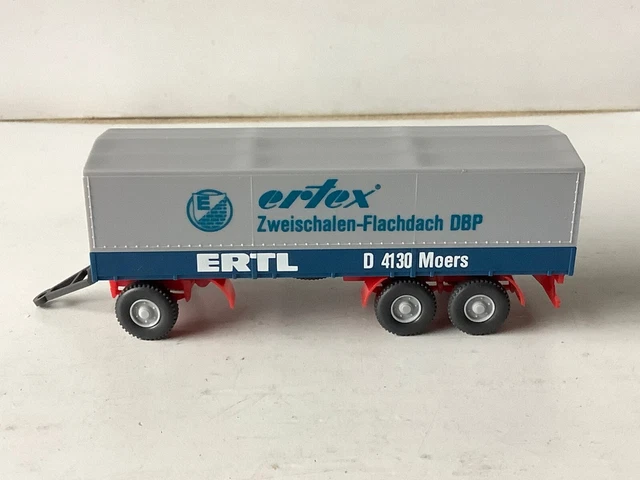 E
ertex®
Zweischalen-Flachdach DBP
ERTL D 4130 Moers